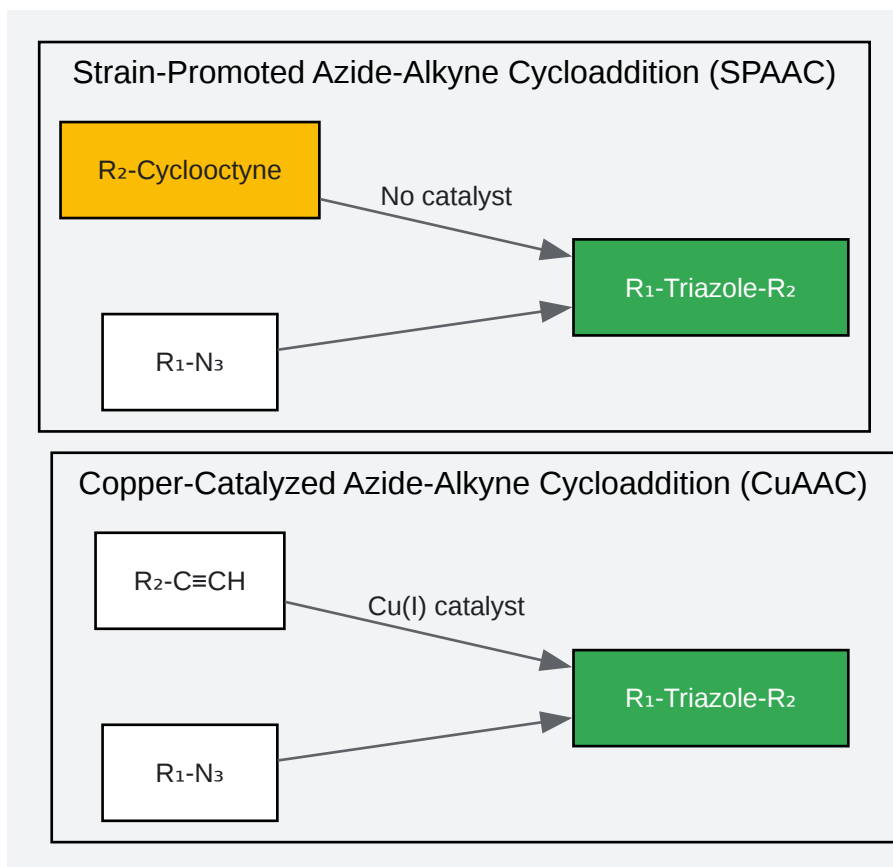 Strain-Promoted Azide-Alkyne Cycloaddition (SPAAC)
R₂-Cyclooctyne
No catalyst
R₁-Triazole-R₂
R₁-N₃
Copper-Catalyzed Azide-Alkyne Cycloaddition (CuAAC)
R₂-C≡CH
Cu(I) catalyst
R₁-Triazole-R₂
R₁-N₃